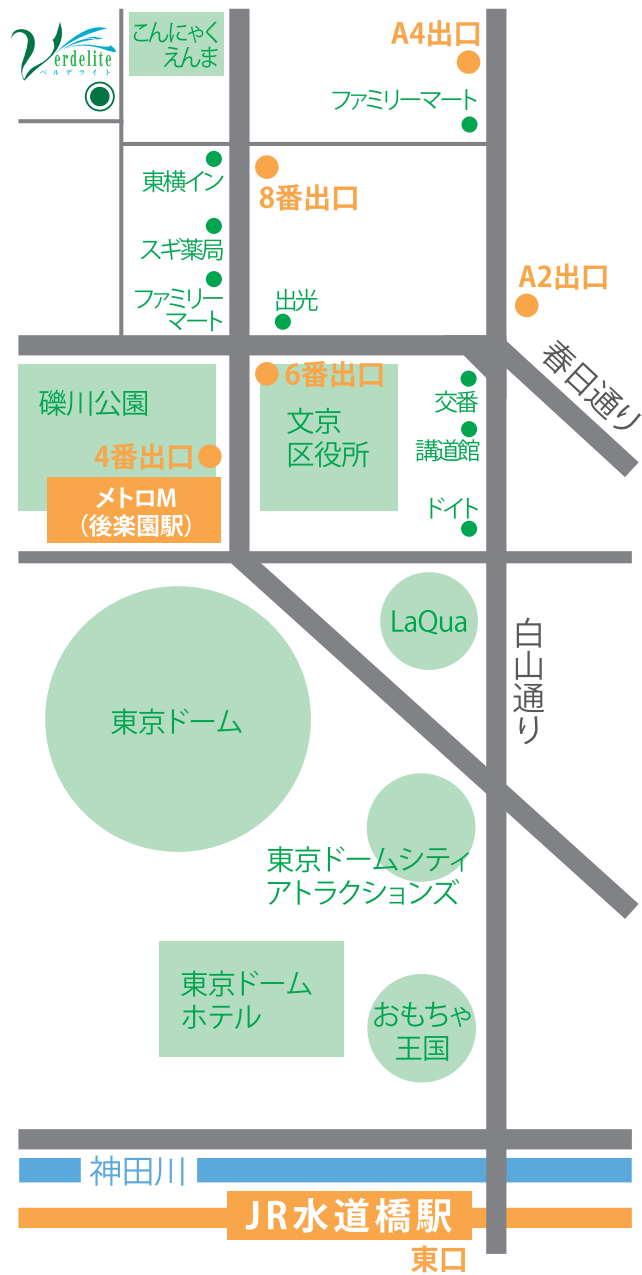 Verdelite
ベルデライト
こんにゃく
えんま
A4出口
ファミリーマート
東横イン
8番出口
スギ薬局
ファミリー
マート
出光
A2出口
春日通り
礫川公園
6番出口
文京
区役所
交番
講道館
4番出口
メトロM
(後楽園駅)
ドイト
LaQua
白山通り
東京ドーム
東京ドームシティ
アトラクションズ
東京ドーム
ホテル
おもちゃ
王国
神田川
JR水道橋駅
東口